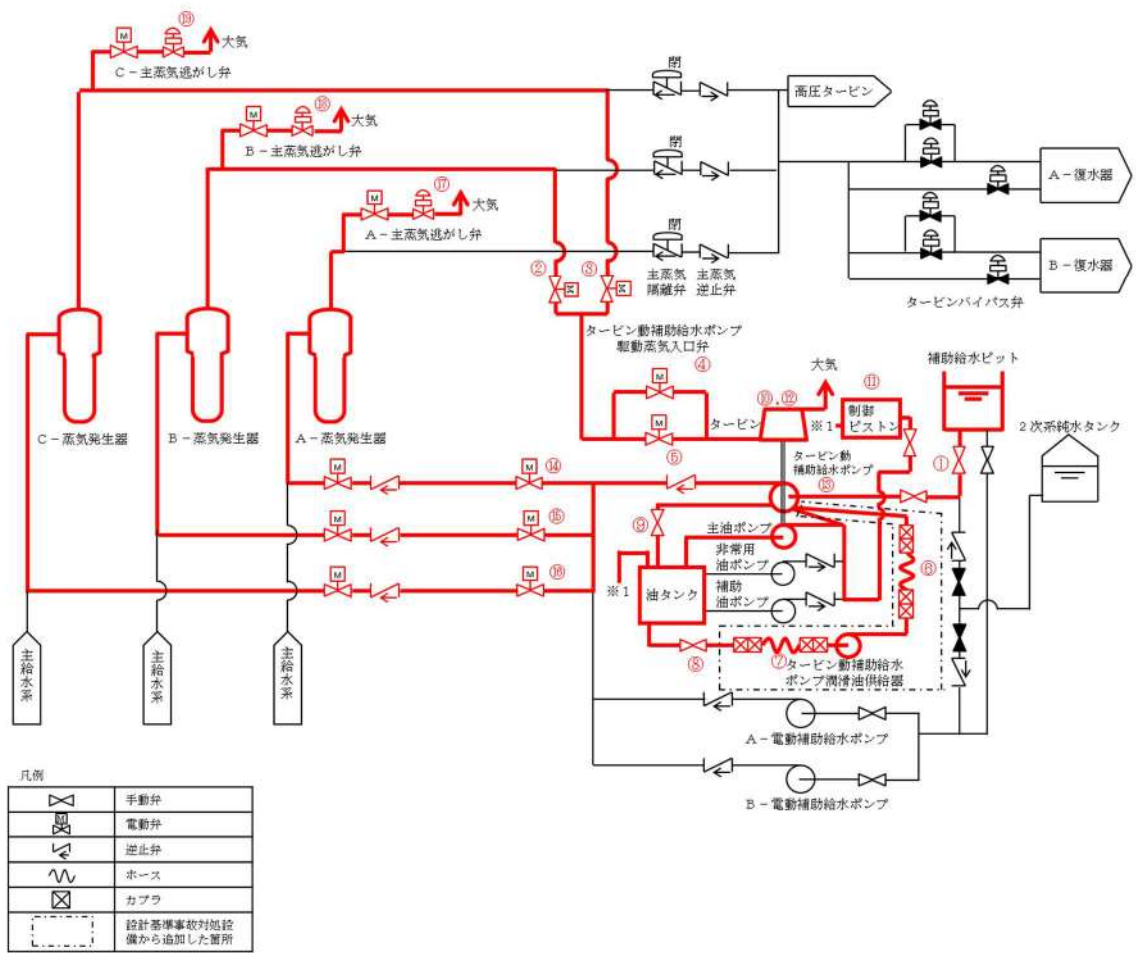 M
⑲
大気
C－主蒸気逃がし弁
M
⑱
大気
B－主蒸気逃がし弁
M
⑰
大気
A－主蒸気逃がし弁
閉
閉
閉
高圧タービン
A－復水器
B－復水器
タービンバイパス弁
主蒸気
隔離弁
主蒸気
逆止弁
②
③
タービン動補助給水ポンプ
駆動蒸気入口弁
④
M
M
⑤
タービン
⑩,⑫
大気
⑪
※1
制御
ピストン
補助給水ピット
①
2次系純水タンク
C－蒸気発生器
B－蒸気発生器
A－蒸気発生器
タービン動
補助給水ポンプ
⑬
M
M
⑭
M
M
⑮
M
M
⑯
⑨
主油ポンプ
非常用
油ポンプ
補助
油ポンプ
※1
油タンク
⑥
⑧
⑦
タービン動補助給水
ポンプ潤滑油供給器
主給水系
主給水系
主給水系
A－電動補助給水ポンプ
B－電動補助給水ポンプ
凡例
手動弁
M
電動弁
逆止弁
ホース
カプラ
設計基準事故対処設
備から追加した箇所